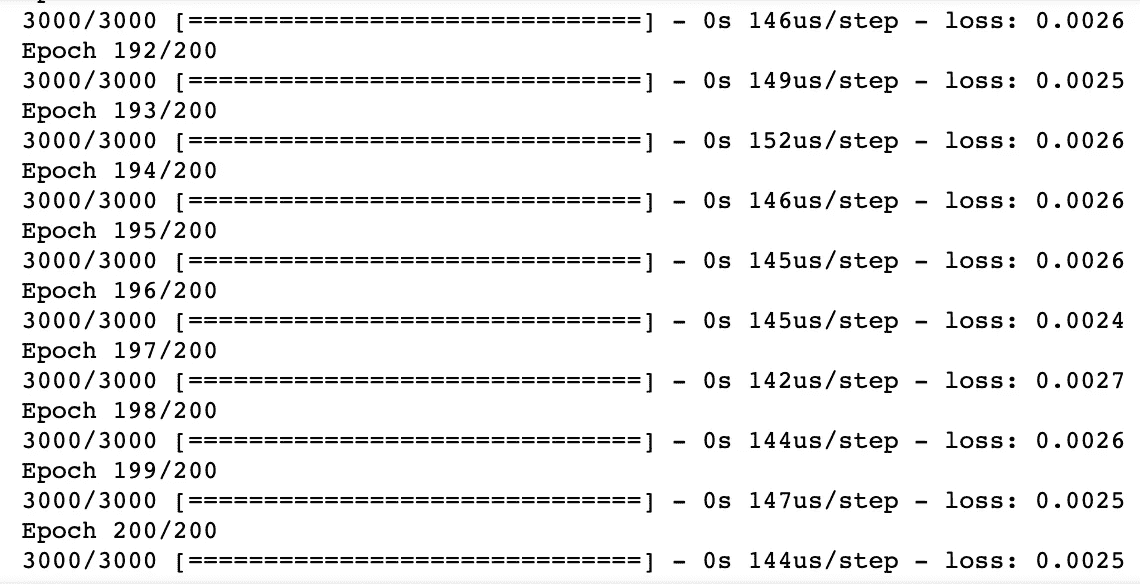 3000/3000 [==============================] - 0s 146us/step - loss: 0.0026
Epoch 192/200
3000/3000 [==============================] - 0s 149us/step - loss: 0.0025
Epoch 193/200
3000/3000 [==============================] - 0s 152us/step - loss: 0.0026
Epoch 194/200
3000/3000 [==============================] - 0s 146us/step - loss: 0.0026
Epoch 195/200
3000/3000 [==============================] - 0s 145us/step - loss: 0.0026
Epoch 196/200
3000/3000 [==============================] - 0s 145us/step - loss: 0.0024
Epoch 197/200
3000/3000 [==============================] - 0s 142us/step - loss: 0.0027
Epoch 198/200
3000/3000 [==============================] - 0s 144us/step - loss: 0.0026
Epoch 199/200
3000/3000 [==============================] - 0s 147us/step - loss: 0.0025
Epoch 200/200
3000/3000 [==============================] - 0s 144us/step - loss: 0.0025